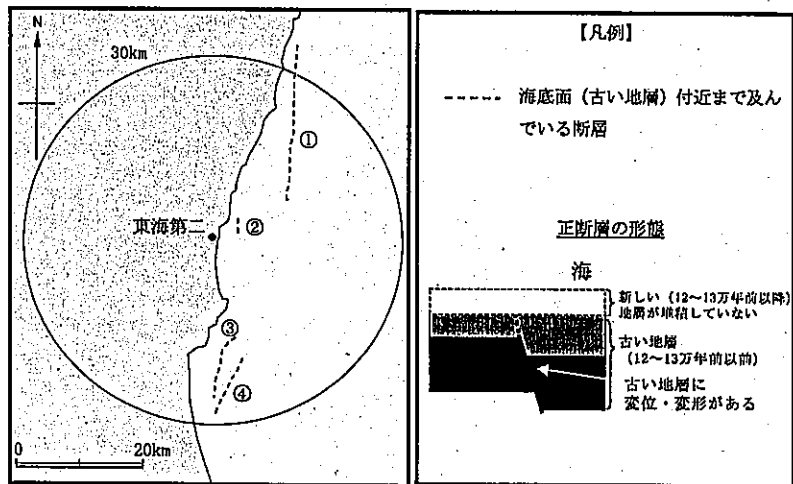 N
30km
①
東海第二
②
③
④
0 20km
【凡例】
海底面（古い地層）付近まで及ん
でいる断層
正断層の形態
海
新しい（12～13万年前以降）
地層が堆積していない
古い地層
（12～13万年前以前）
古い地層に
変位・変形がある